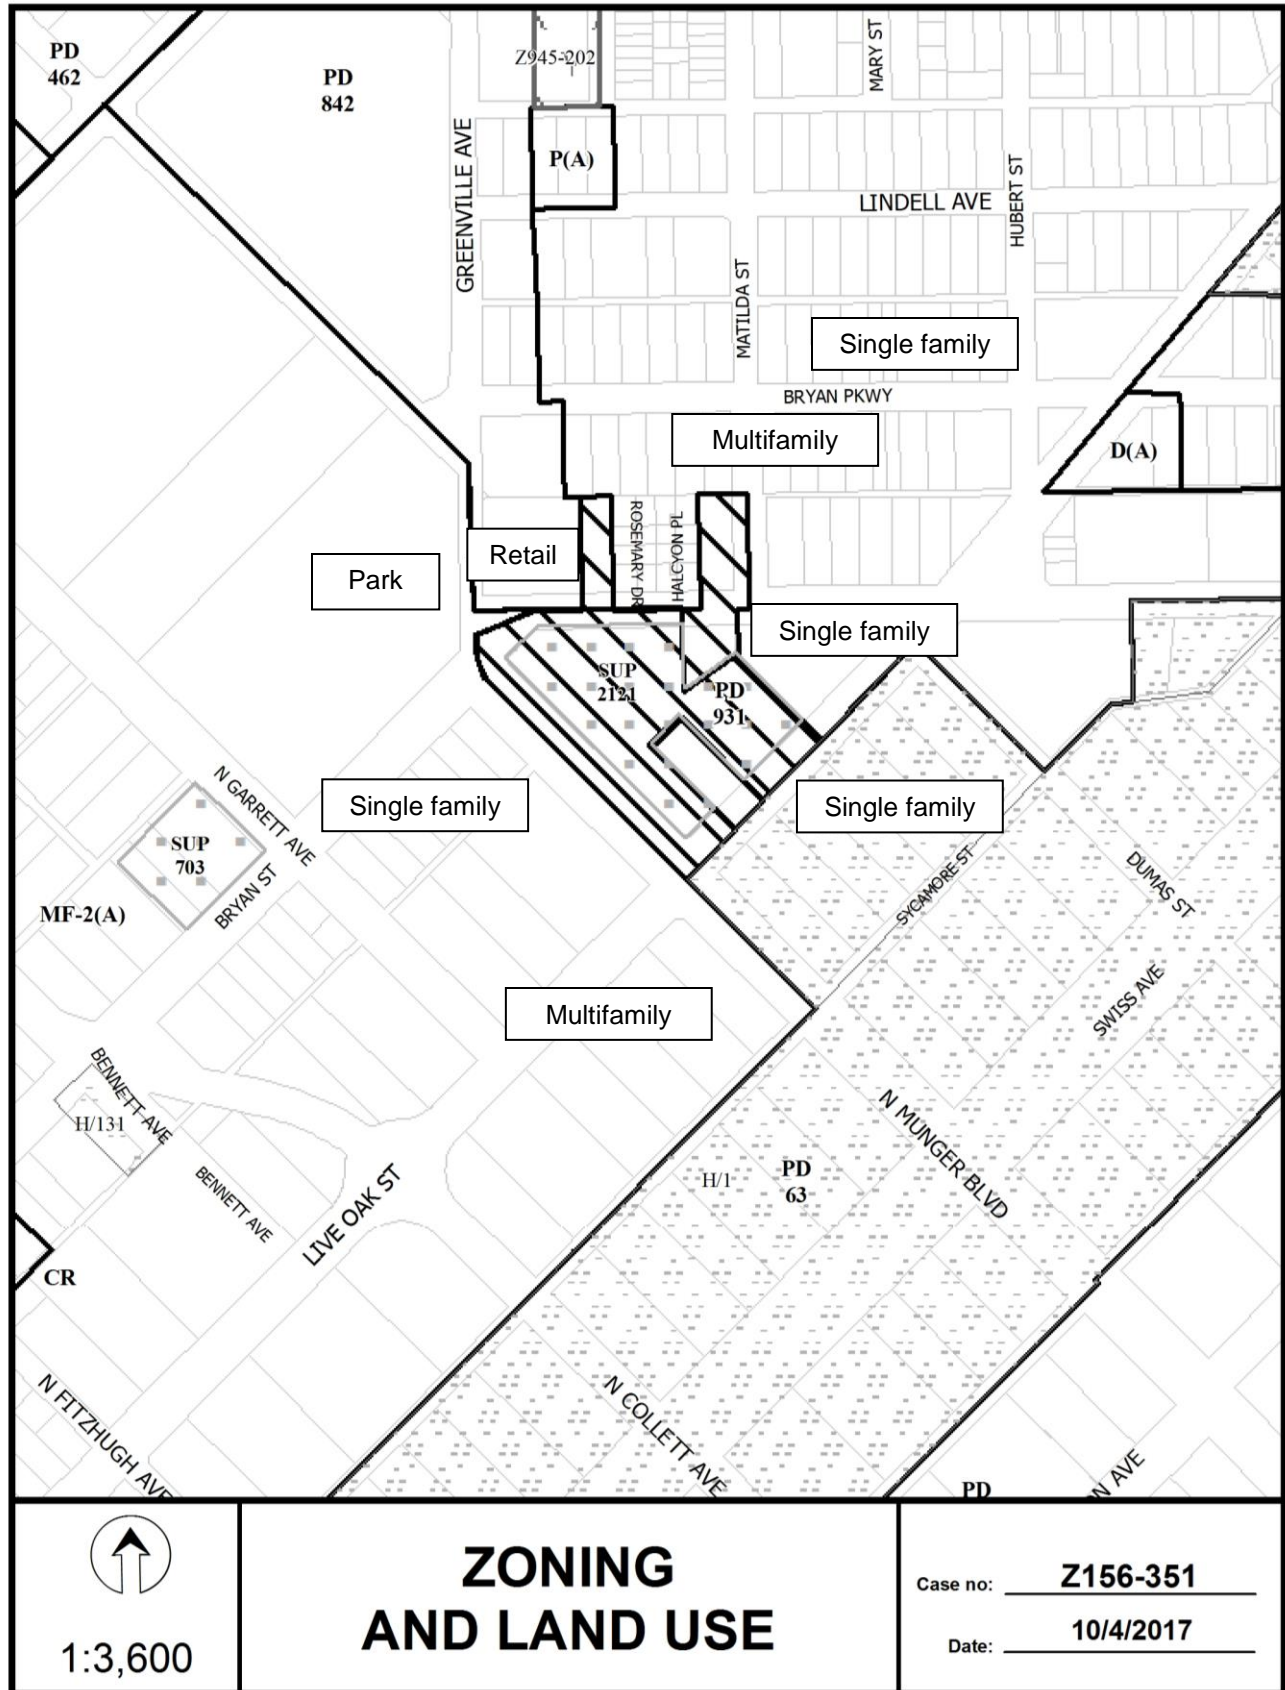 PD
462
PD
842
Z945-202
MARY ST
GREENVILLE AVE
P(A)
LINDELL AVE
HUBERT ST
MATILDA ST
Single family
BRYAN PKWY
Multifamily
D(A)
ROSEMARY DR
HALCYON PL
Retail
Park
Single family
SUP
2121
PD
931
N GARRETT AVE
Single family
Single family
SUP
703
BRYAN ST
SYCAMORE ST
DUMAS ST
MF-2(A)
SWISS AVE
Multifamily
BENNETT AVE
H/131
N MUNGER BLVD
H/1
PD
63
BENNETT AVE
LIVE OAK ST
CR
N FITZHUGH AVE
N COLLETT AVE
PD
ON AVE
1:3,600
ZONING
AND LAND USE
Case no: Z156-351
Date: 10/4/2017